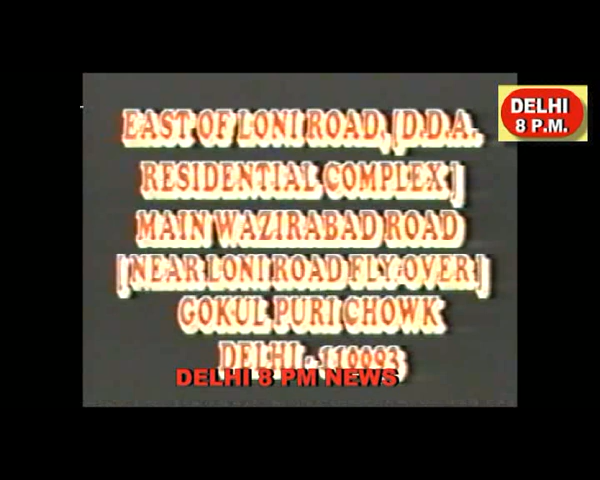 EAST OF LONI ROAD, [D.D.A.
RESIDENTIAL COMPLEX ]
MAIN WAZIRABAD ROAD
[ NEAR LONI ROAD FLY-OVER ]
GOKUL PURI CHOWK
DELHI - 110093
DELHI 8 PM NEWS
DELHI
8 P.M.